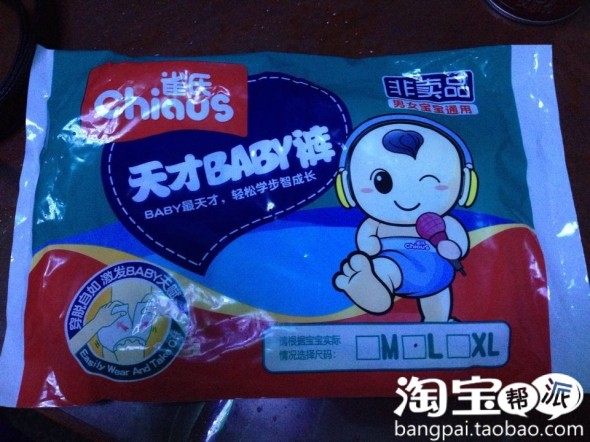 雀氏
Chiaus
非卖品
男女宝宝通用
天才BABY裤
BABY最天才，轻松学步智成长
Chiaus
穿脱自如 激发BABY天
Easily Wear And Take Off
请根据宝宝实际
情况选择尺码：
M L XL
淘宝帮派
bangpai.taobao.com